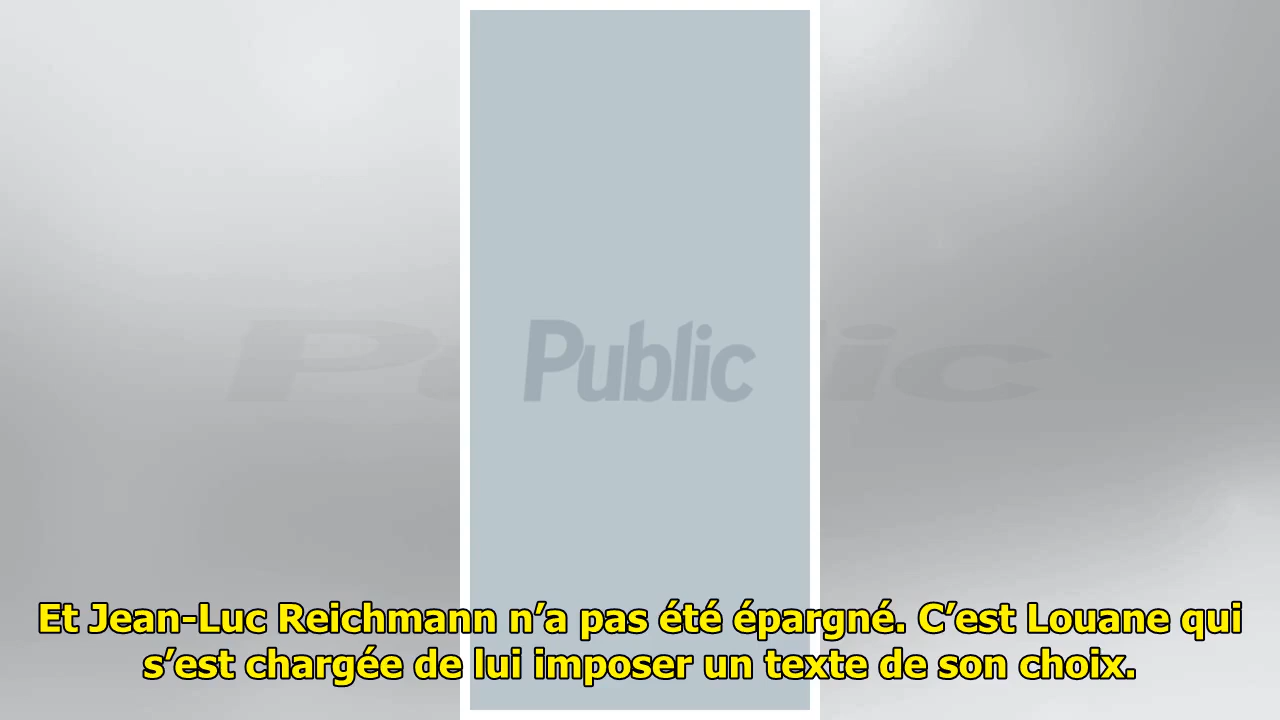 Public
Et Jean-Luc Reichmann n’a pas été épargné. C’est Louane qui
s’est chargée de lui imposer un texte de son choix.